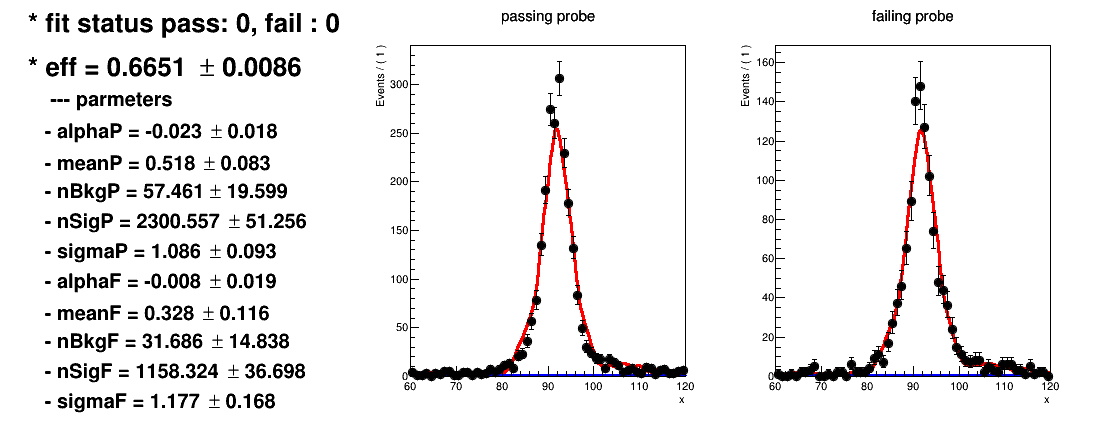 * fit status pass: 0, fail : 0
* eff = 0.6651 ± 0.0086
--- parmeters
- alphaP = -0.023 ± 0.018
- meanP = 0.518 ± 0.083
- nBkgP = 57.461 ± 19.599
- nSigP = 2300.557 ± 51.256
- sigmaP = 1.086 ± 0.093
- alphaF = -0.008 ± 0.019
- meanF = 0.328 ± 0.116
- nBkgF = 31.686 ± 14.838
- nSigF = 1158.324 ± 36.698
- sigmaF = 1.177 ± 0.168
passing probe
Events / ( 1 )
300
250
200
150
100
50
0
60 70 80 90 100 110 120
x
failing probe
Events / ( 1 )
160
140
120
100
80
60
40
20
0
60 70 80 90 100 110 120
x